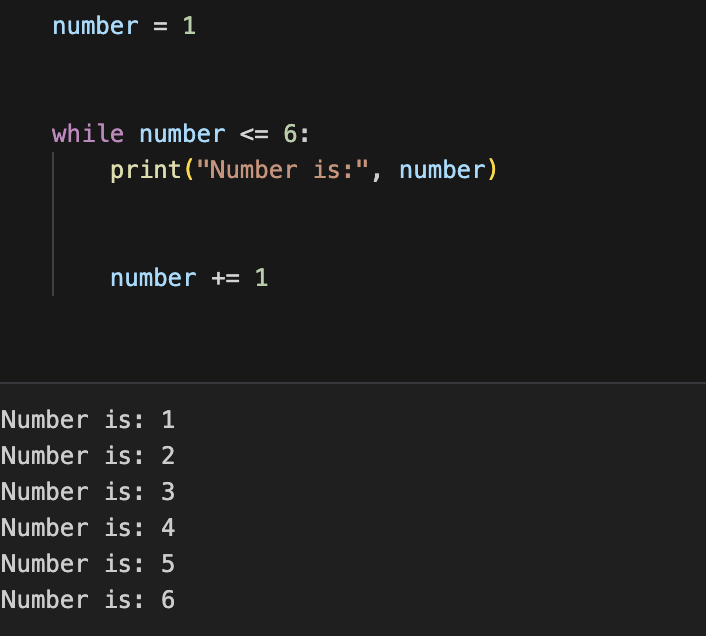 number = 1
while number <= 6:
    print("Number is:", number)
    number += 1
Number is: 1
Number is: 2
Number is: 3
Number is: 4
Number is: 5
Number is: 6